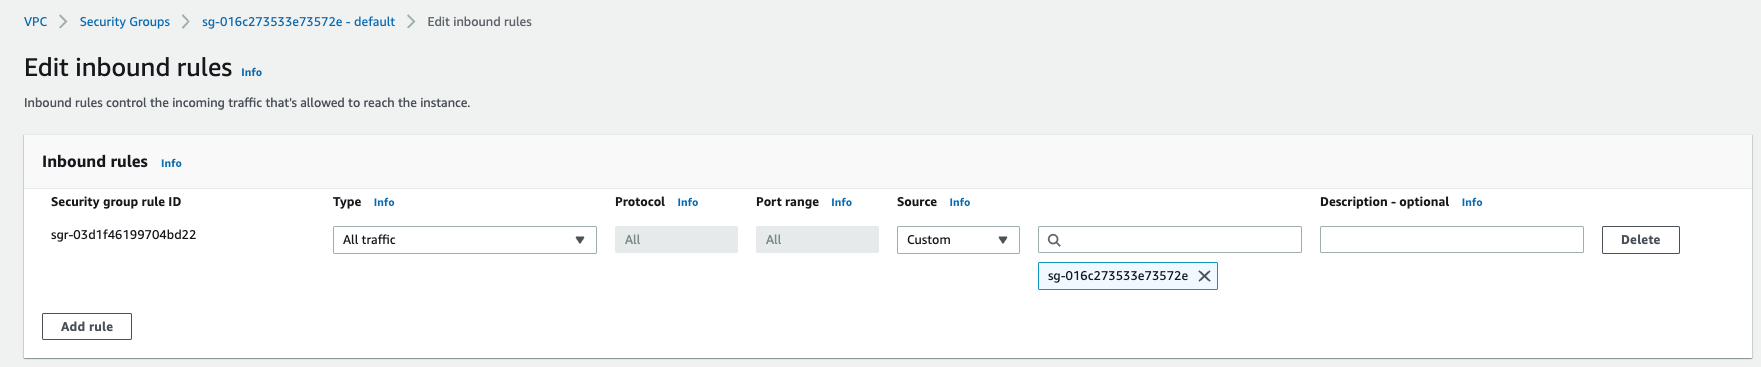 VPC > Security Groups > sg-016c273533e73572e - default > Edit inbound rules
Edit inbound rules Info
Inbound rules control the incoming traffic that's allowed to reach the instance.
Inbound rules Info
Security group rule ID Type Info Protocol Info Port range Info Source Info Description - optional Info
sgr-03d1f46199704bd22 All traffic All All Custom Delete
sg-016c273533e73572e
Add rule